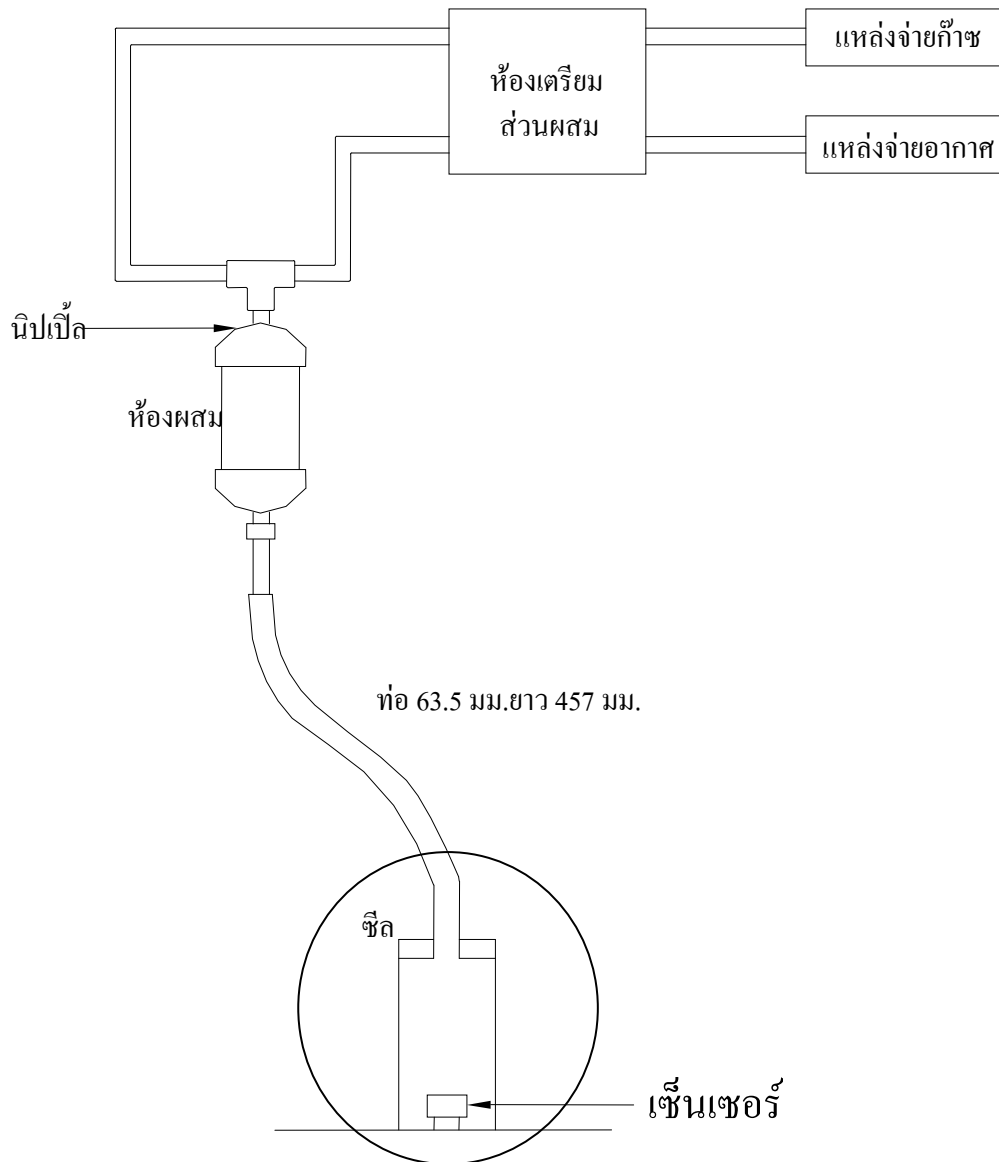 แหล่งจ่ายก๊าซ
ห้องเตรียม
ส่วนผสม
แหล่งจ่ายอากาศ
นิปเปิ้ล
ห้องผสม
ท่อ 63.5 มม.ยาว 457 มม.
ซีล
เซ็นเซอร์